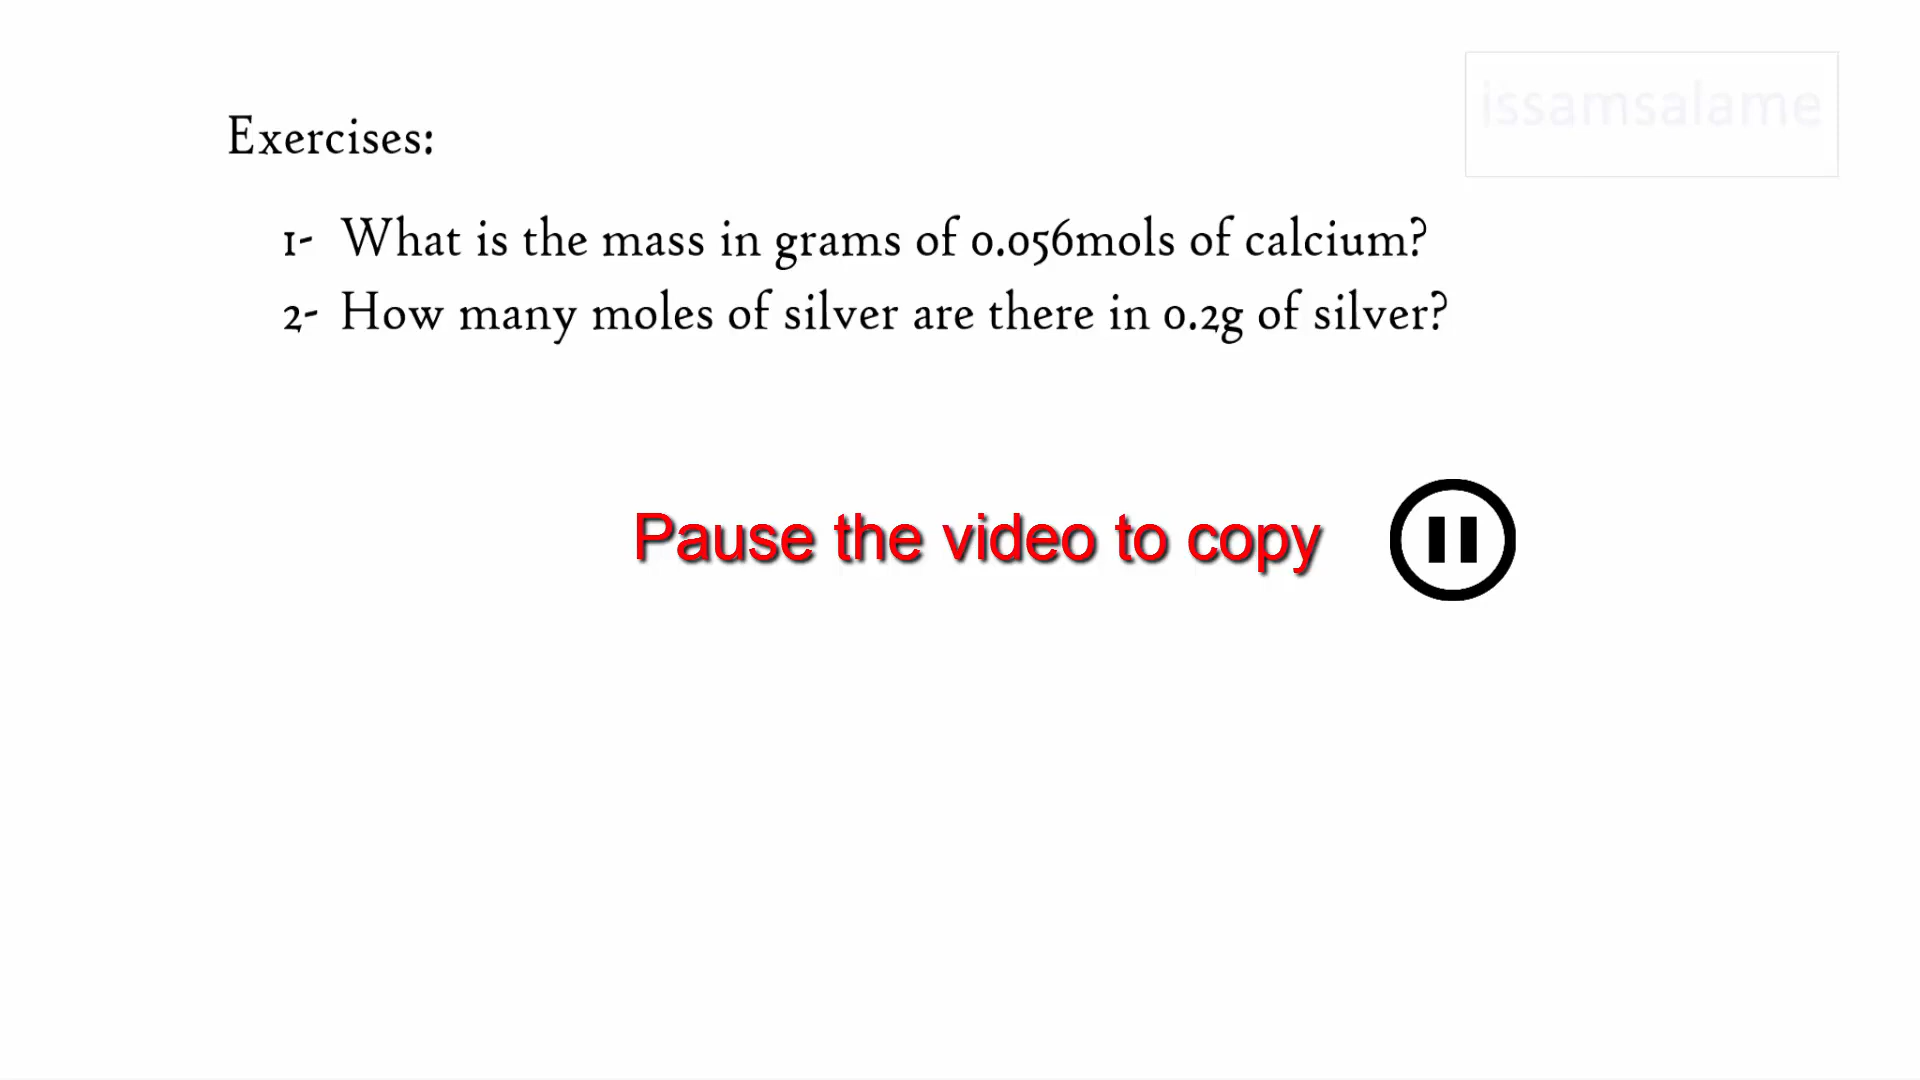 issamsalame
Exercises:
1- What is the mass in grams of 0.056mols of calcium?
2- How many moles of silver are there in 0.2g of silver?
Pause the video to copy